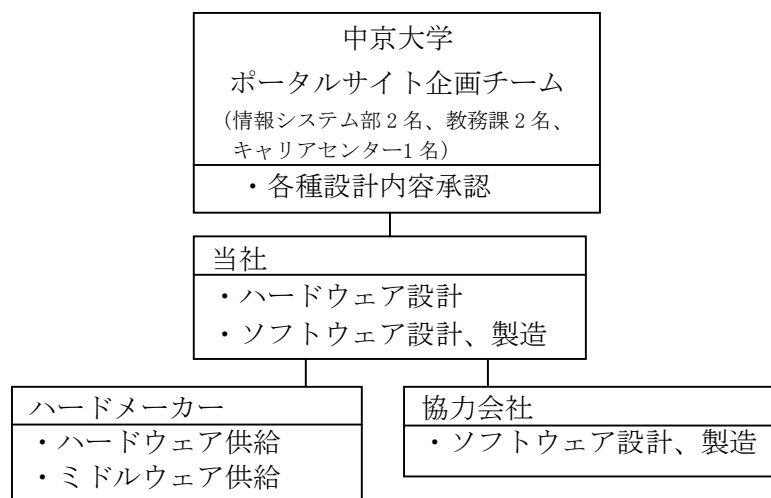 中京大学
ポータルサイト企画チーム
（情報システム部 2 名、教務課 2 名、
キャリアセンター1 名）
・各種設計内容承認
当社
・ハードウェア設計
・ソフトウェア設計、製造
ハードメーカー
・ハードウェア供給
・ミドルウェア供給
協力会社
・ソフトウェア設計、製造